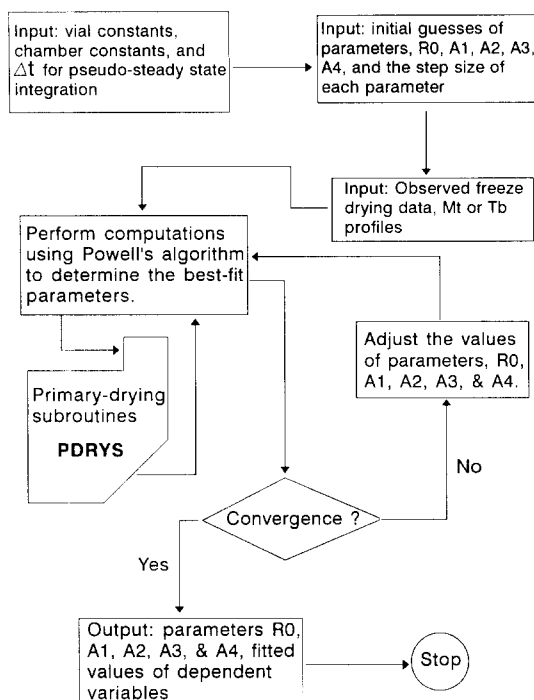 Input: vial constants,
chamber constants, and
Δt for pseudo-steady state
integration
Input: initial guesses of
parameters, R0, A1, A2, A3,
A4, and the step size of
each parameter
Input: Observed freeze
drying data, Mt or Tb
profiles
Perform computations
using Powell's algorithm
to determine the best-fit
parameters.
Adjust the values
of parameters, R0,
A1, A2, A3, & A4.
Primary-drying
subroutines
PDRYS
No
Convergence ?
Yes
Output: parameters R0,
A1, A2, A3, & A4, fitted
values of dependent
variables
Stop